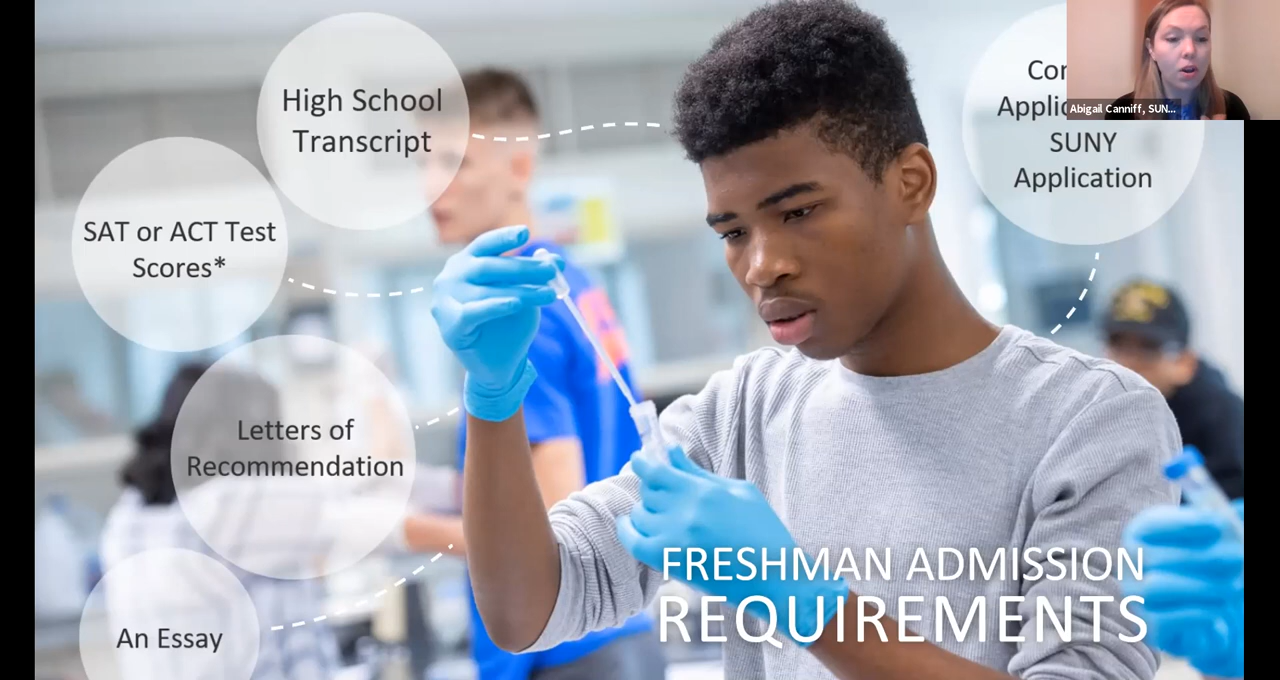 High School
Transcript
SAT or ACT Test
Scores*
Letters of
Recommendation
An Essay
SUNY
Application
Abigail Canniff, SUN...
FRESHMAN ADMISSION
REQUIREMENTS